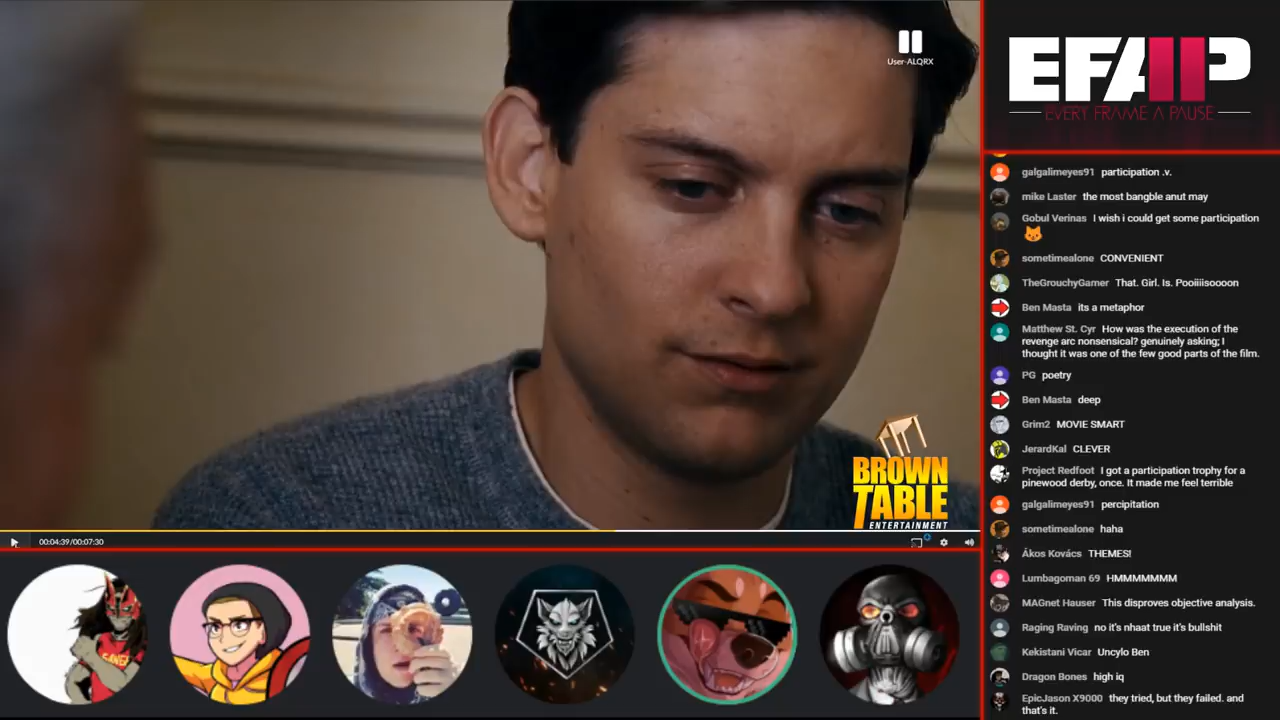 User-ALQRX
EFAP
EVERY FRAME A PAUSE
galgalimeyes91 participation .v.
mike Laster the most bangble anut may
Gobul Verinas I wish i could get some participation
sometimealone CONVENIENT
TheGrouchyGamer That. Girl. Is. Pooiiiisoooon
Ben Masta its a metaphor
Matthew St. Cyr How was the execution of the
revenge arc nonsensical? genuinely asking; I
thought it was one of the few good parts of the film.
PG poetry
Ben Masta deep
Grim2 MOVIE SMART
JerardKal CLEVER
Project Redfoot I got a participation trophy for a
pinewood derby, once. It made me feel terrible
galgalimeyes91 percipitation
sometimealone haha
Ákos Kovács THEMES!
Lumbagoman 69 HMMMMMMM
MAGnet Hauser This disproves objective analysis.
Raging Raving no it's nhaat true it's bullshit
Kekistani Vicar Uncylo Ben
Dragon Bones high iq
EpicJason X9000 they tried, but they failed. and
that's it.
BROWN
TABLE
ENTERTAINMENT
00:04:39/00:07:30